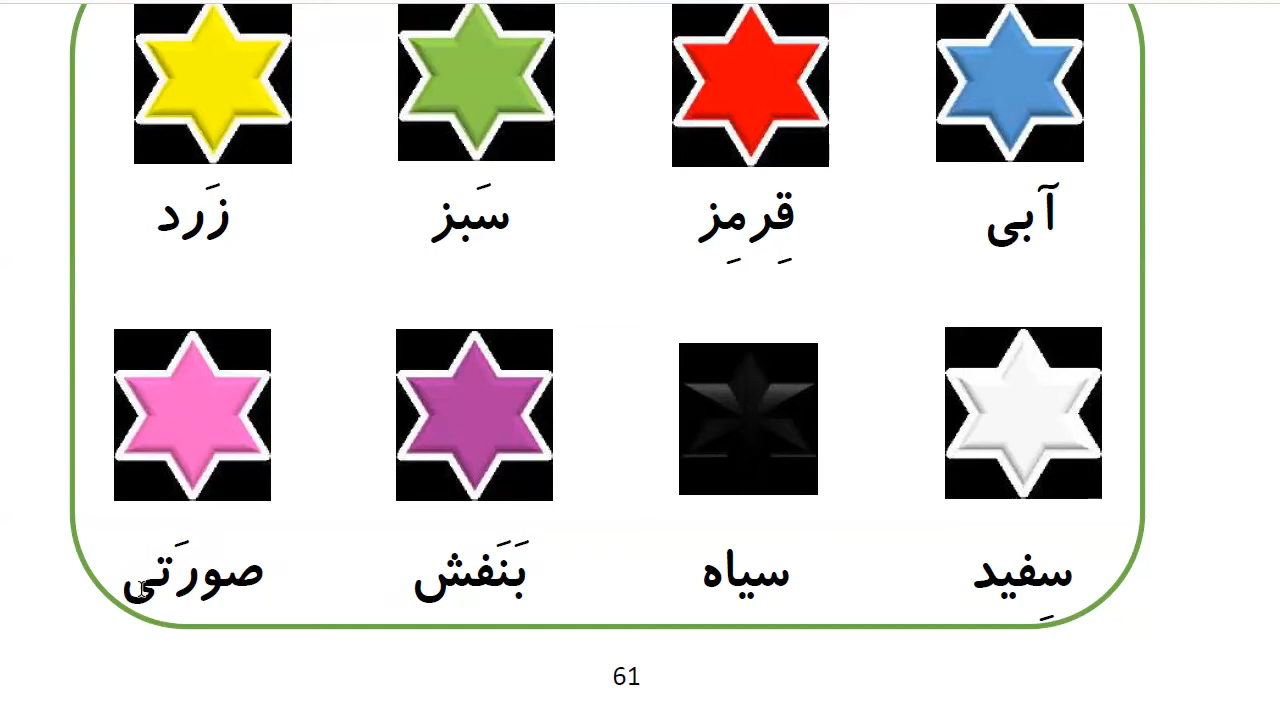 آبی قِرمِز سَبز زَرد
سِفید سیاه بَنَفش صورَتی
61